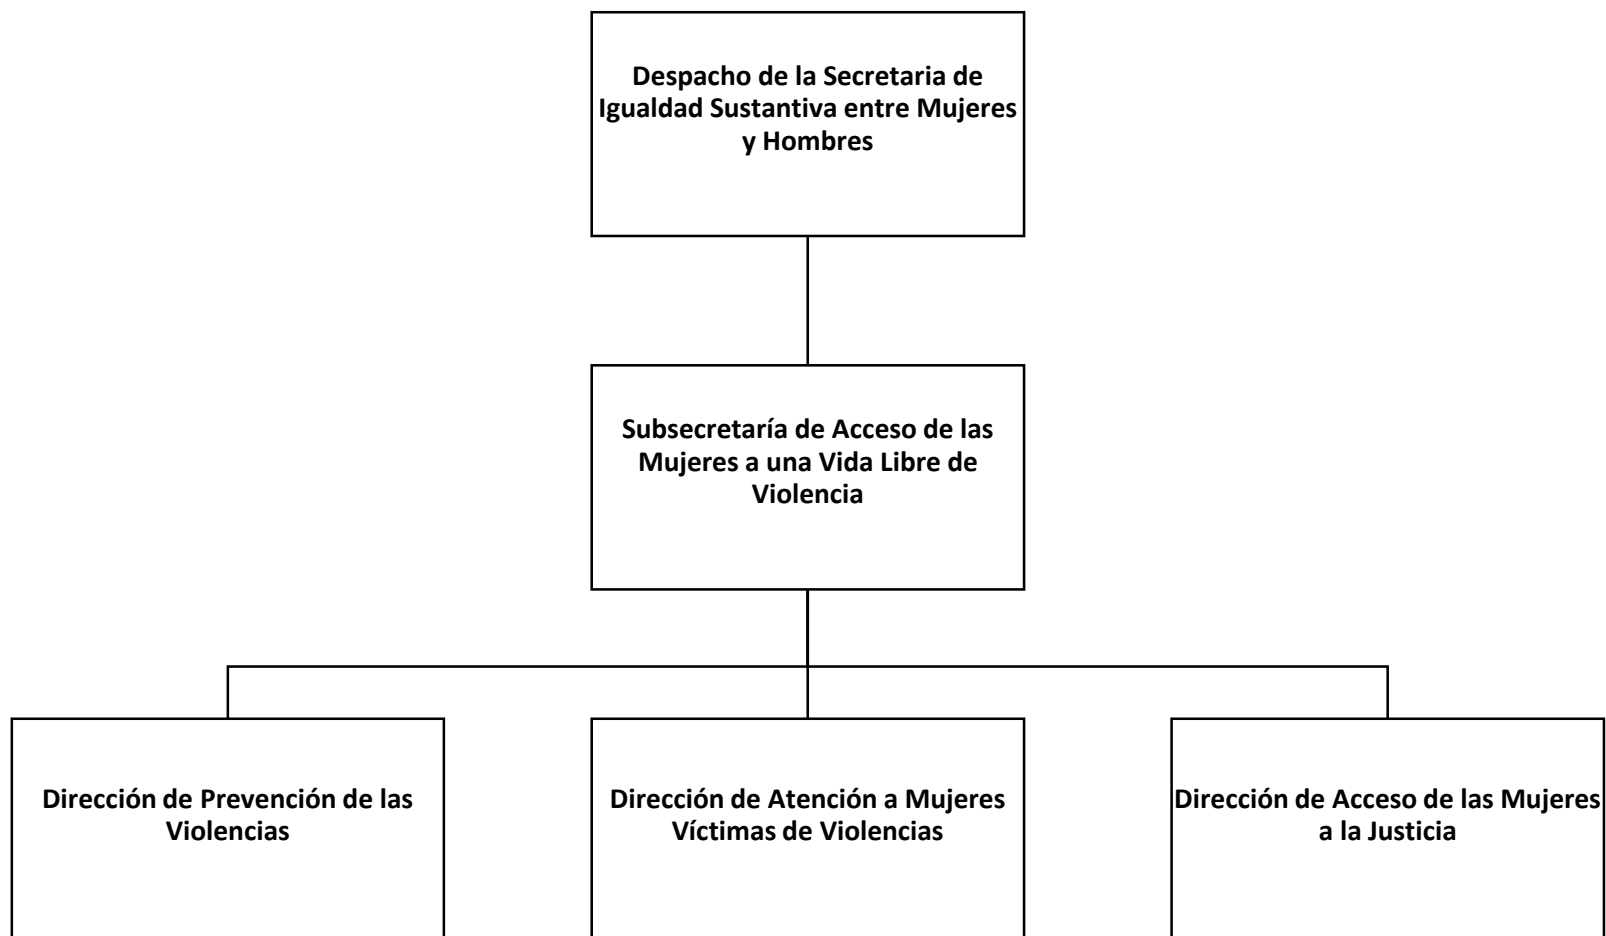 Despacho de la Secretaria de
Igualdad Sustantiva entre Mujeres
y Hombres
Subsecretaría de Acceso de las
Mujeres a una Vida Libre de
Violencia
Dirección de Prevención de las
Violencias
Dirección de Atención a Mujeres
Víctimas de Violencias
Dirección de Acceso de las Mujeres
a la Justicia